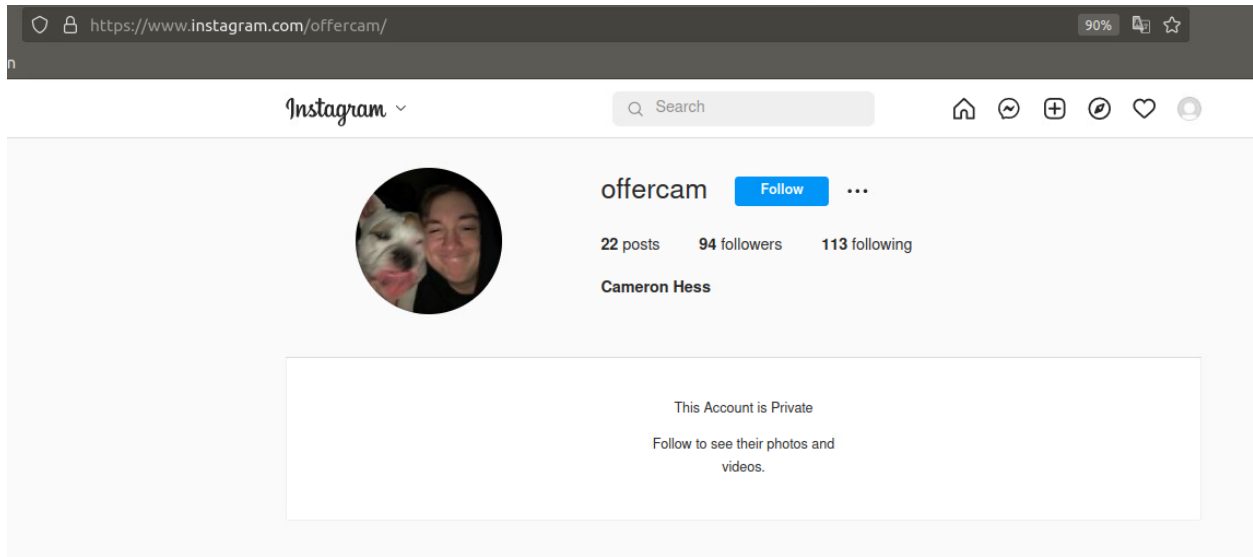 https://www.instagram.com/offercam/
90%
n
Instagram
Search
offercam Follow ...
22 posts 94 followers 113 following
Cameron Hess
This Account is Private
Follow to see their photos and
videos.